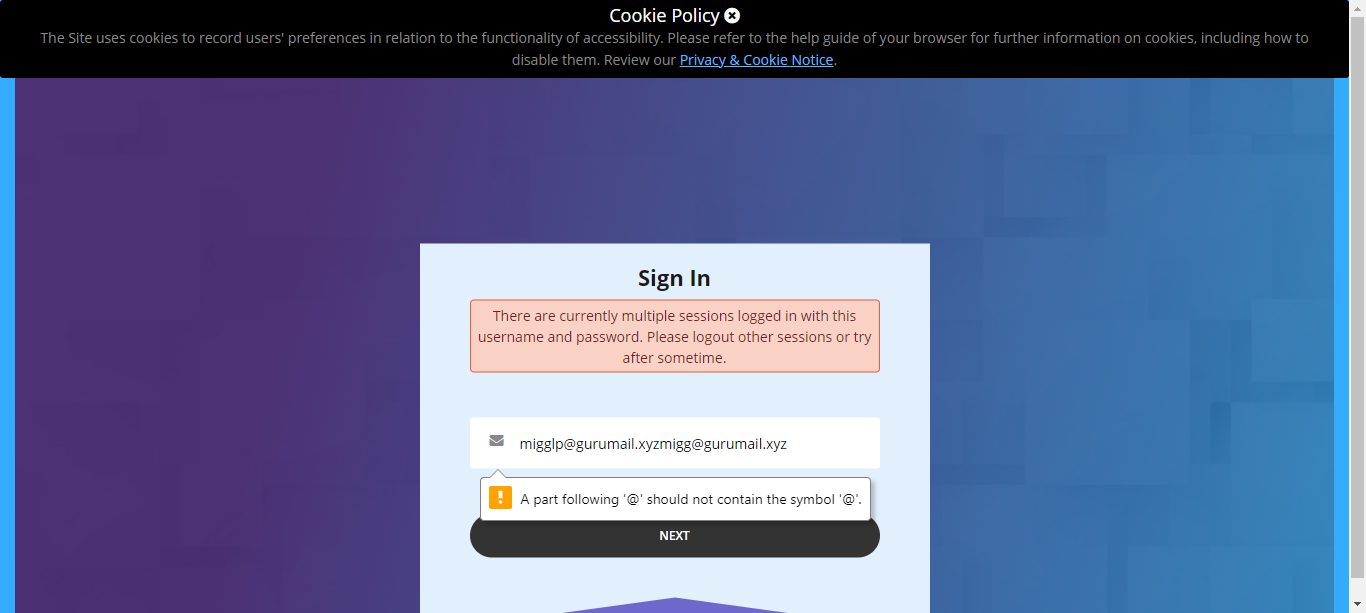 Cookie Policy
The Site uses cookies to record users' preferences in relation to the functionality of accessibility. Please refer to the help guide of your browser for further information on cookies, including how to
disable them. Review our Privacy & Cookie Notice.
Sign In
There are currently multiple sessions logged in with this
username and password. Please logout other sessions or try
after sometime.
migglp@gurumail.xyzmigg@gurumail.xyz
A part following '@' should not contain the symbol '@'.
NEXT